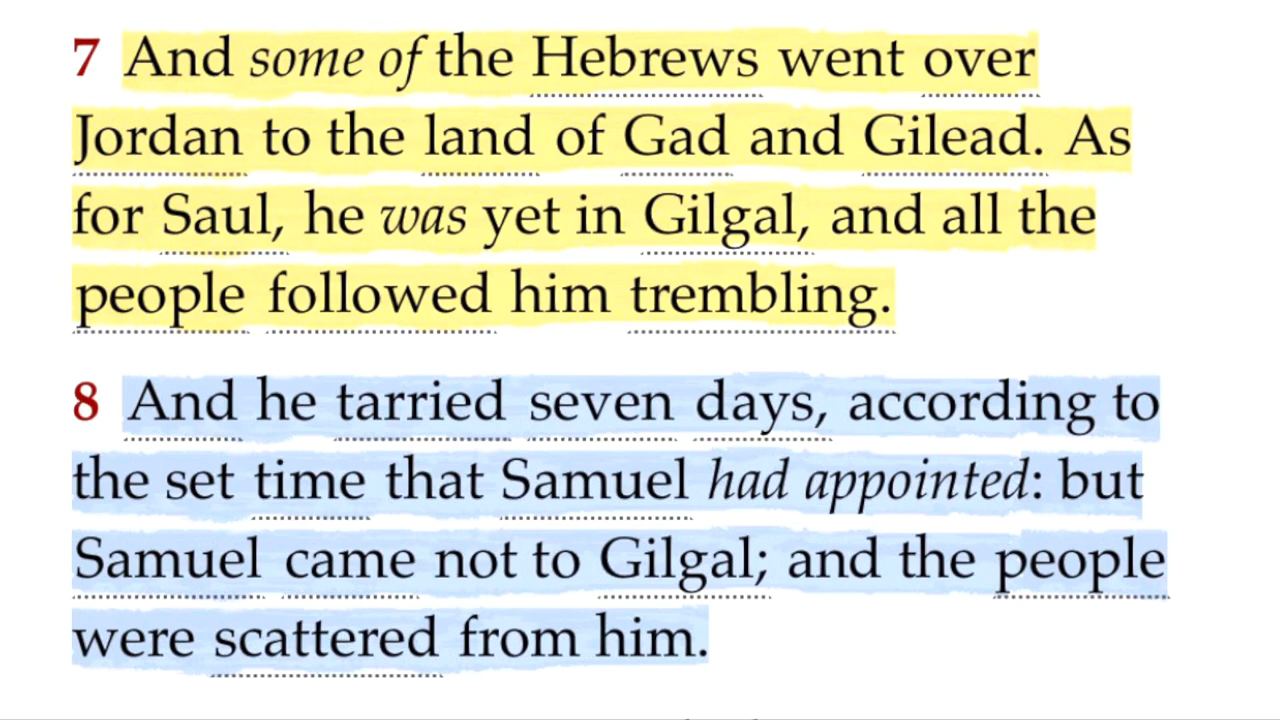 7 And some of the Hebrews went over
Jordan to the land of Gad and Gilead. As
for Saul, he was yet in Gilgal, and all the
people followed him trembling.
8 And he tarried seven days, according to
the set time that Samuel had appointed: but
Samuel came not to Gilgal; and the people
were scattered from him.